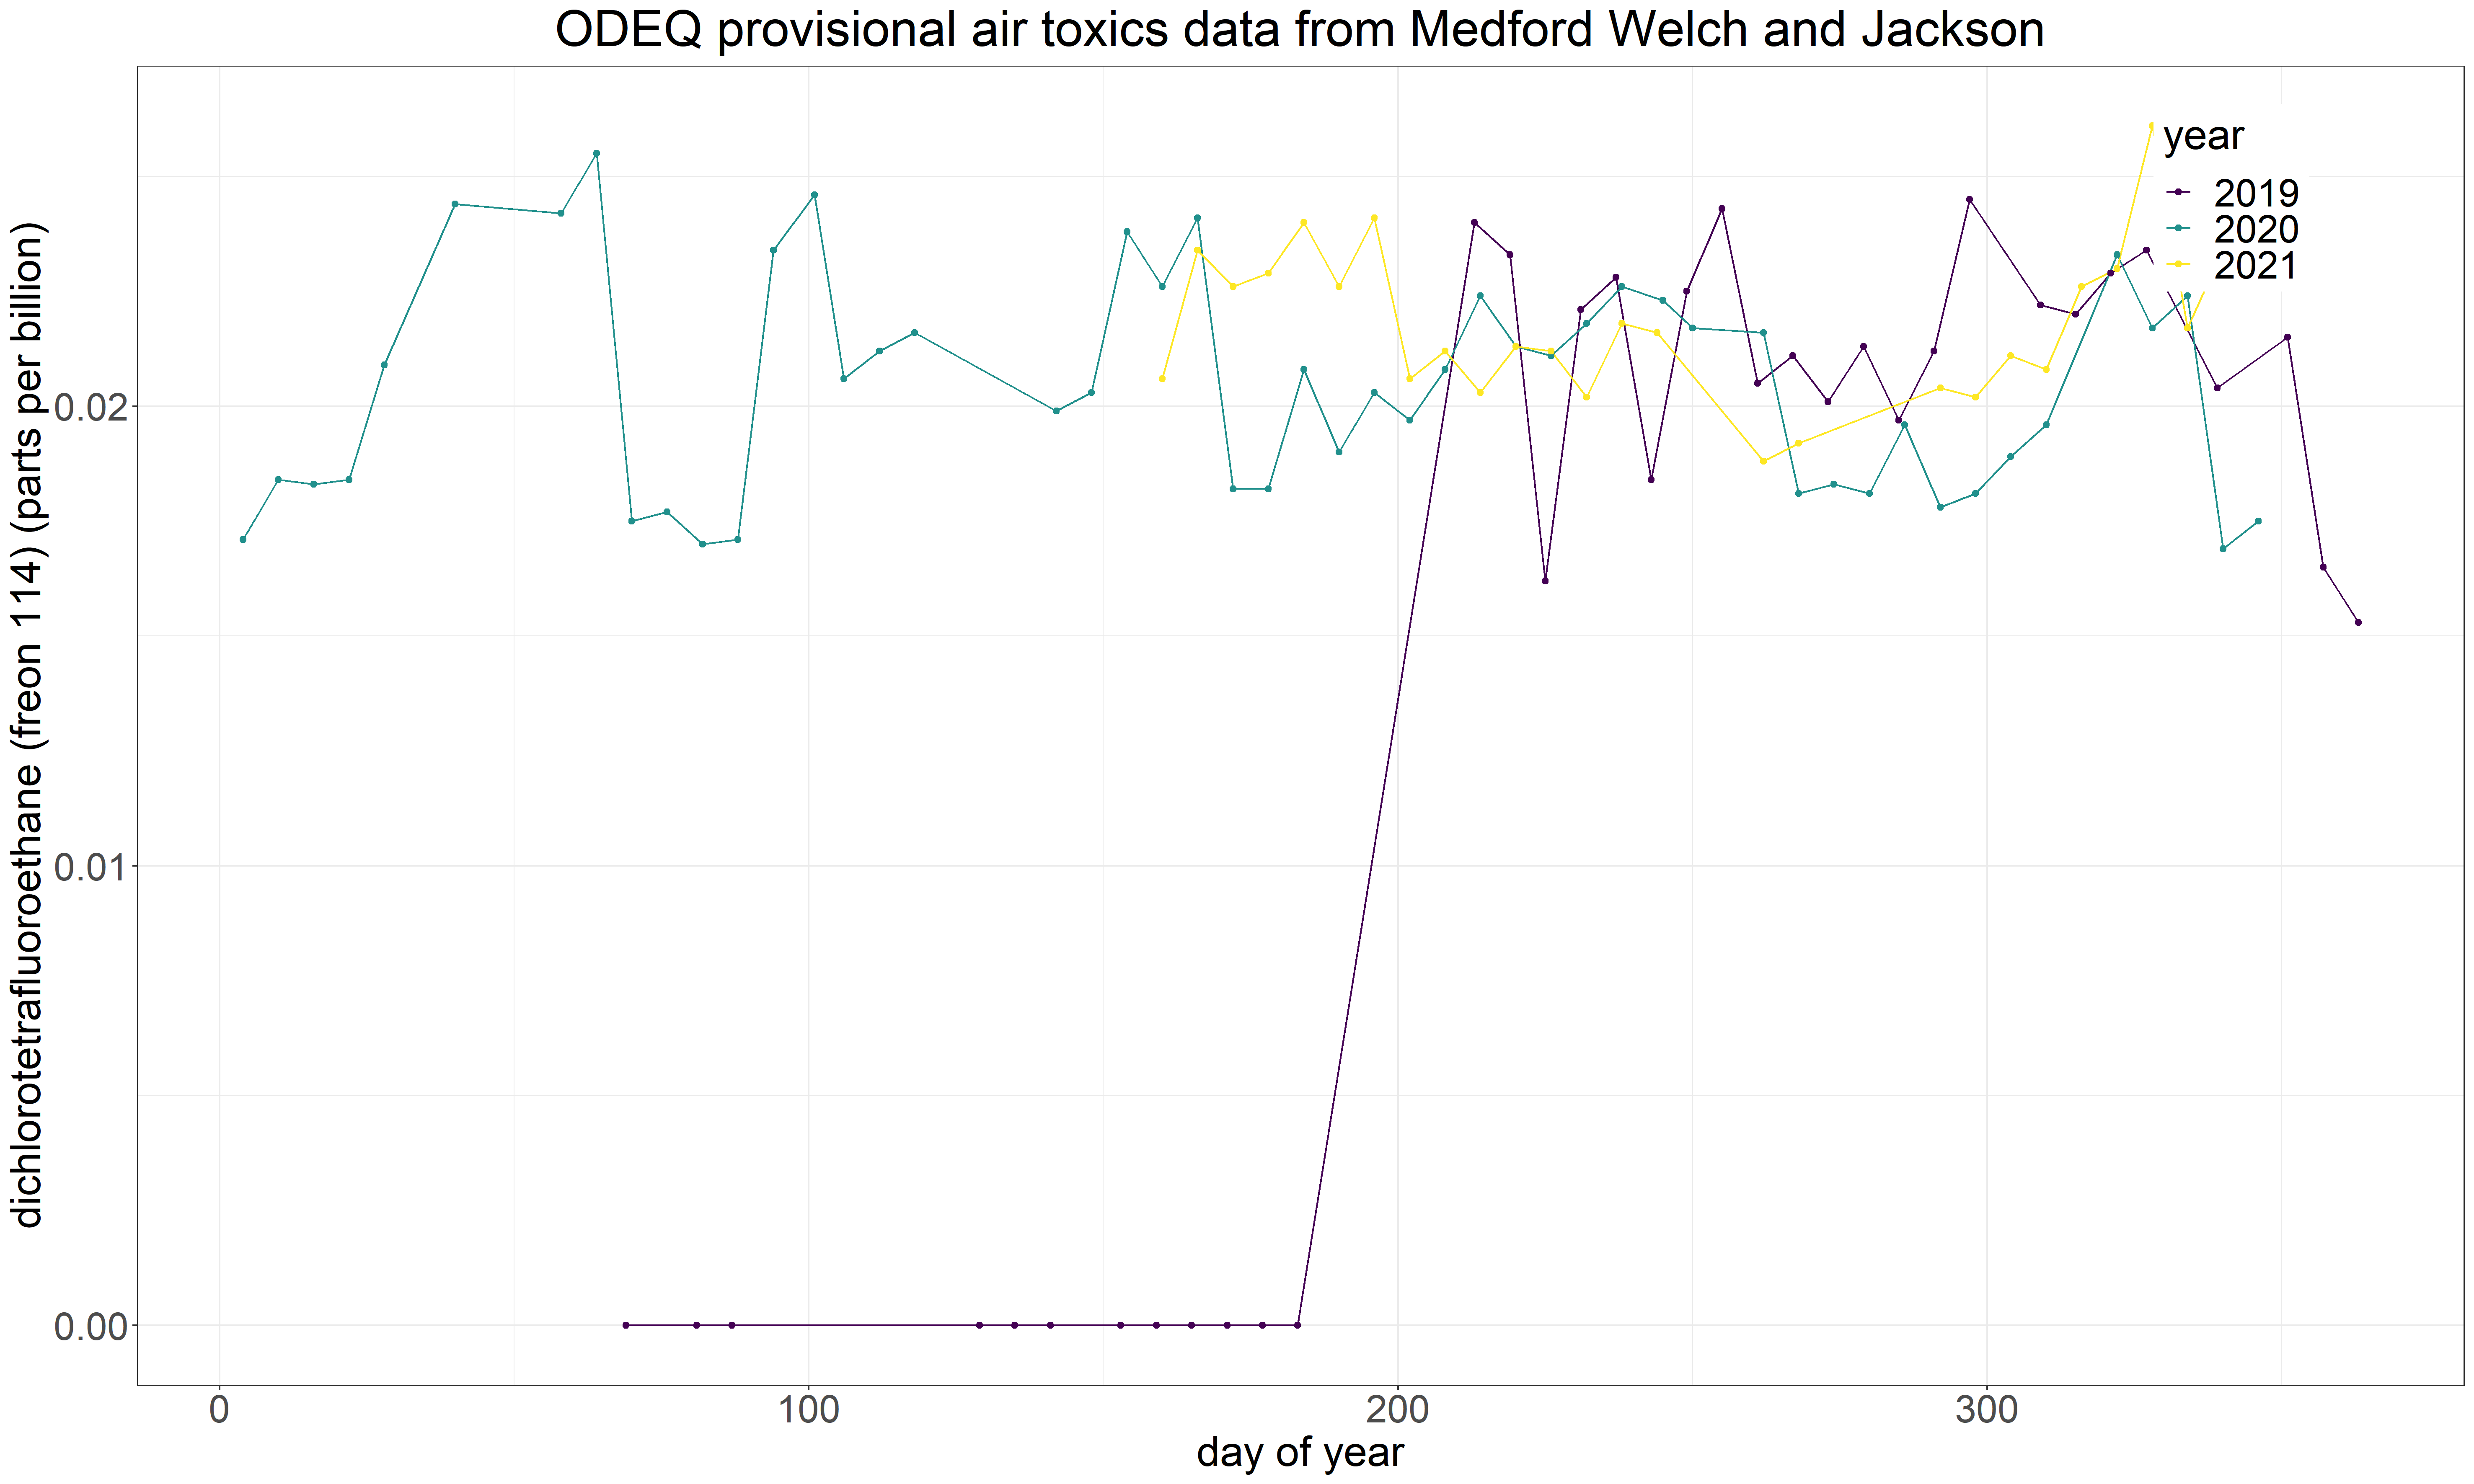 ODEQ provisional air toxics data from Medford Welch and Jackson
dichlorotetrafluoroethane (freon 114) (parts per billion)
0.02
0.01
0.00
year
2019
2020
2021
0 100 200 300
day of year